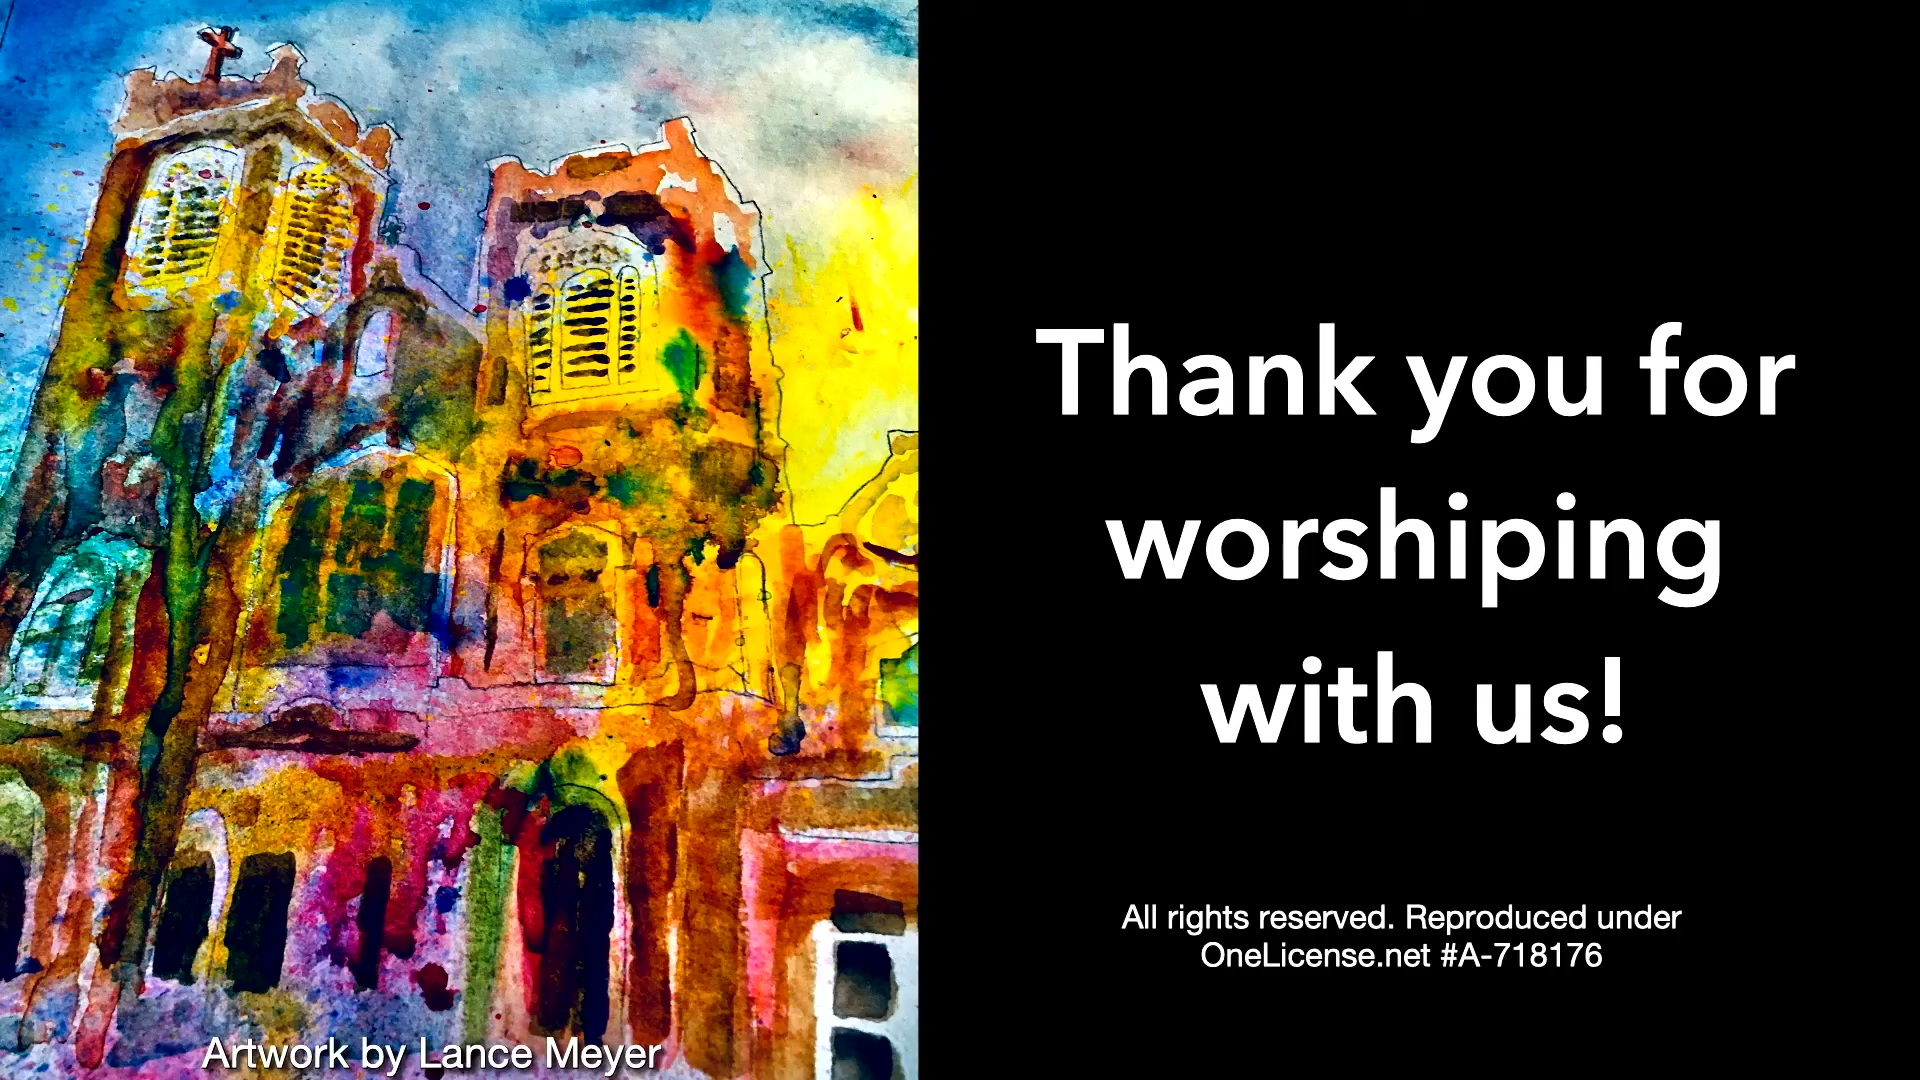 Thank you for
worshiping
with us!
All rights reserved. Reproduced under
OneLicense.net #A-718176
Artwork by Lance Meyer